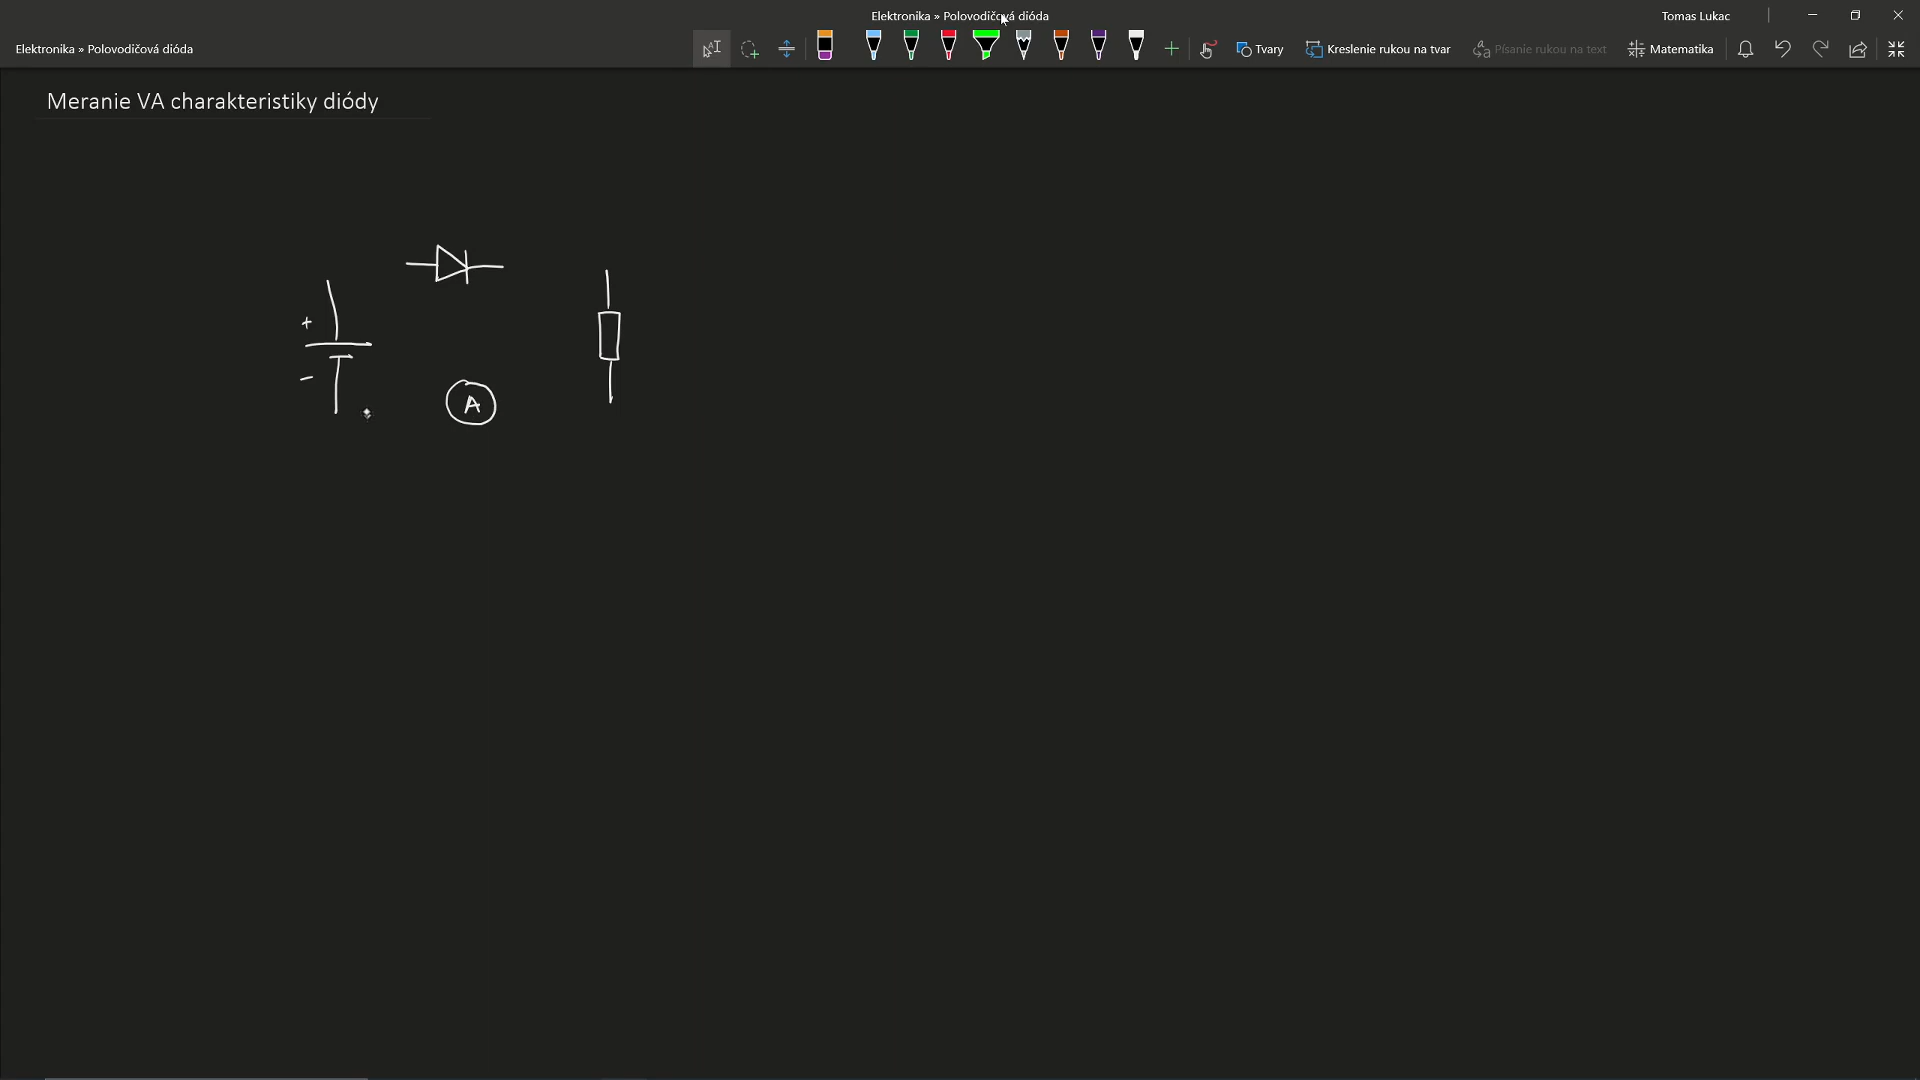 Elektronika » Polovodičová dióda
Tomas Lukac
Elektronika » Polovodičová dióda
Tvary
Kreslenie rukou na tvar
Písanie rukou na text
Matematika
Meranie VA charakteristiky diódy
+
-
A